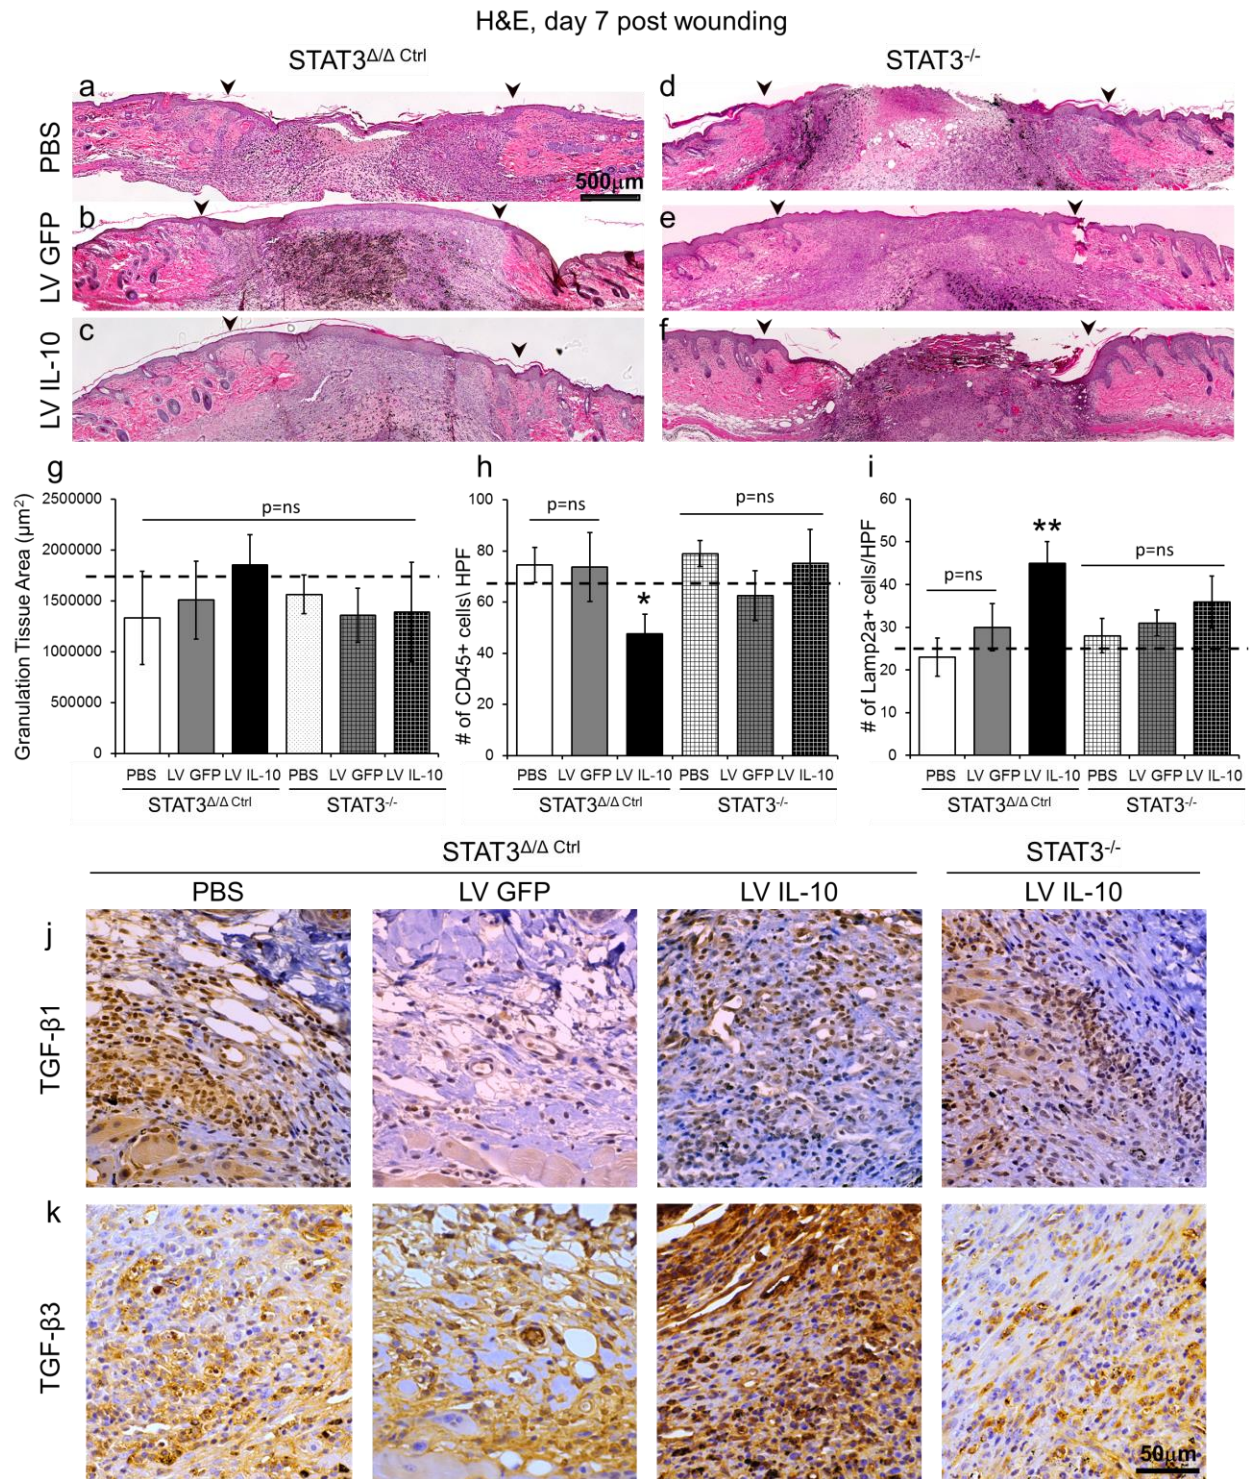 H&E, day 7 post wounding
STAT3Δ/Δ Ctrl STAT3-/-
PBS
LV GFP
LV IL-10
a
d
500µm
b
e
c
f
g
h
i
Granulation Tissue Area (µm²)
2500000
2000000
1500000
1000000
500000
0
p=ns
PBS LV GFP LV IL-10 PBS LV GFP LV IL-10
STAT3Δ/Δ Ctrl STAT3-/-
# of CD45+ cells\ HPF
100
80
60
40
20
0
p=ns
*
p=ns
PBS LV GFP LV IL-10 PBS LV GFP LV IL-10
STAT3Δ/Δ Ctrl STAT3-/-
# of Lamp2a+ cells/HPF
60
50
40
30
20
10
0
p=ns
**
p=ns
PBS LV GFP LV IL-10 PBS LV GFP LV IL-10
STAT3Δ/Δ Ctrl STAT3-/-
STAT3Δ/Δ Ctrl STAT3-/-
PBS LV GFP LV IL-10 LV IL-10
j
TGF-β1
k
TGF-β3
50µm